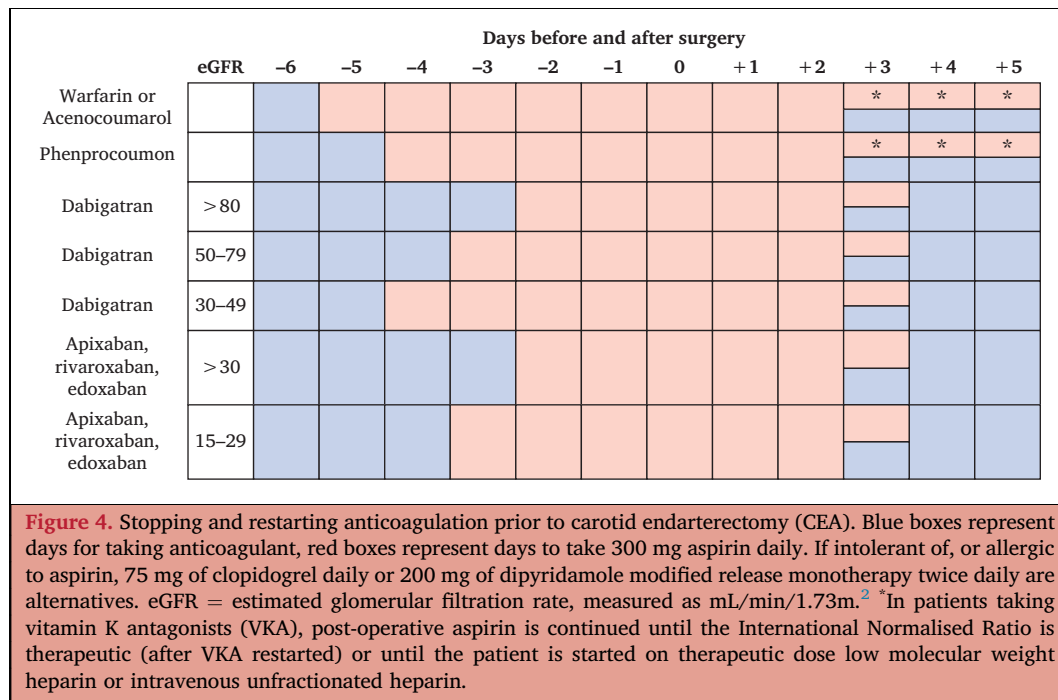 Days before and after surgery
eGFR –6 –5 –4 –3 –2 –1 0 +1 +2 +3 +4 +5
Warfarin or
Acenocoumarol
* * *
Phenprocoumon
* * *
Dabigatran >80
Dabigatran 50–79
Dabigatran 30–49
Apixaban,
rivaroxaban,
edoxaban
>30
Apixaban,
rivaroxaban,
edoxaban
15–29
Figure 4. Stopping and restarting anticoagulation prior to carotid endarterectomy (CEA). Blue boxes represent
days for taking anticoagulant, red boxes represent days to take 300 mg aspirin daily. If intolerant of, or allergic
to aspirin, 75 mg of clopidogrel daily or 200 mg of dipyridamole modified release monotherapy twice daily are
alternatives. eGFR = estimated glomerular filtration rate, measured as mL/min/1.73m.2 *In patients taking
vitamin K antagonists (VKA), post-operative aspirin is continued until the International Normalised Ratio is
therapeutic (after VKA restarted) or until the patient is started on therapeutic dose low molecular weight
heparin or intravenous unfractionated heparin.